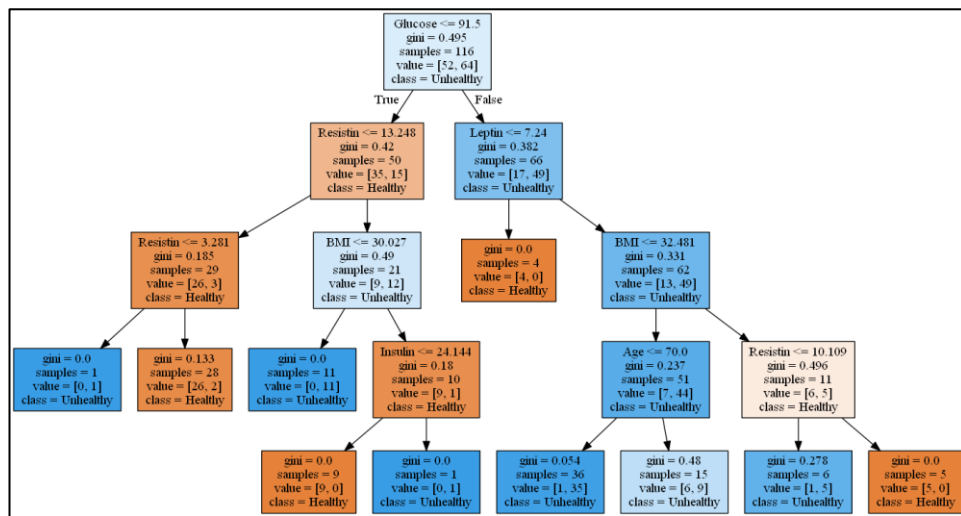 Glucose <= 91.5
gini = 0.495
samples = 116
value = [52, 64]
class = Unhealthy
True
False
Resistin <= 13.248
gini = 0.42
samples = 50
value = [35, 15]
class = Healthy
Leptin <= 7.24
gini = 0.382
samples = 66
value = [17, 49]
class = Unhealthy
Resistin <= 3.281
gini = 0.185
samples = 29
value = [26, 3]
class = Healthy
BMI <= 30.027
gini = 0.49
samples = 21
value = [9, 12]
class = Unhealthy
gini = 0.0
samples = 4
value = [4, 0]
class = Healthy
BMI <= 32.481
gini = 0.331
samples = 62
value = [13, 49]
class = Unhealthy
gini = 0.0
samples = 1
value = [0, 1]
class = Unhealthy
gini = 0.133
samples = 28
value = [26, 2]
class = Healthy
gini = 0.0
samples = 11
value = [0, 11]
class = Unhealthy
Insulin <= 24.144
gini = 0.18
samples = 10
value = [9, 1]
class = Healthy
Age <= 70.0
gini = 0.237
samples = 51
value = [7, 44]
class = Unhealthy
Resistin <= 10.109
gini = 0.496
samples = 11
value = [6, 5]
class = Healthy
gini = 0.0
samples = 9
value = [9, 0]
class = Healthy
gini = 0.0
samples = 1
value = [0, 1]
class = Unhealthy
gini = 0.054
samples = 36
value = [1, 35]
class = Unhealthy
gini = 0.48
samples = 15
value = [6, 9]
class = Unhealthy
gini = 0.278
samples = 6
value = [1, 5]
class = Unhealthy
gini = 0.0
samples = 5
value = [5, 0]
class = Healthy